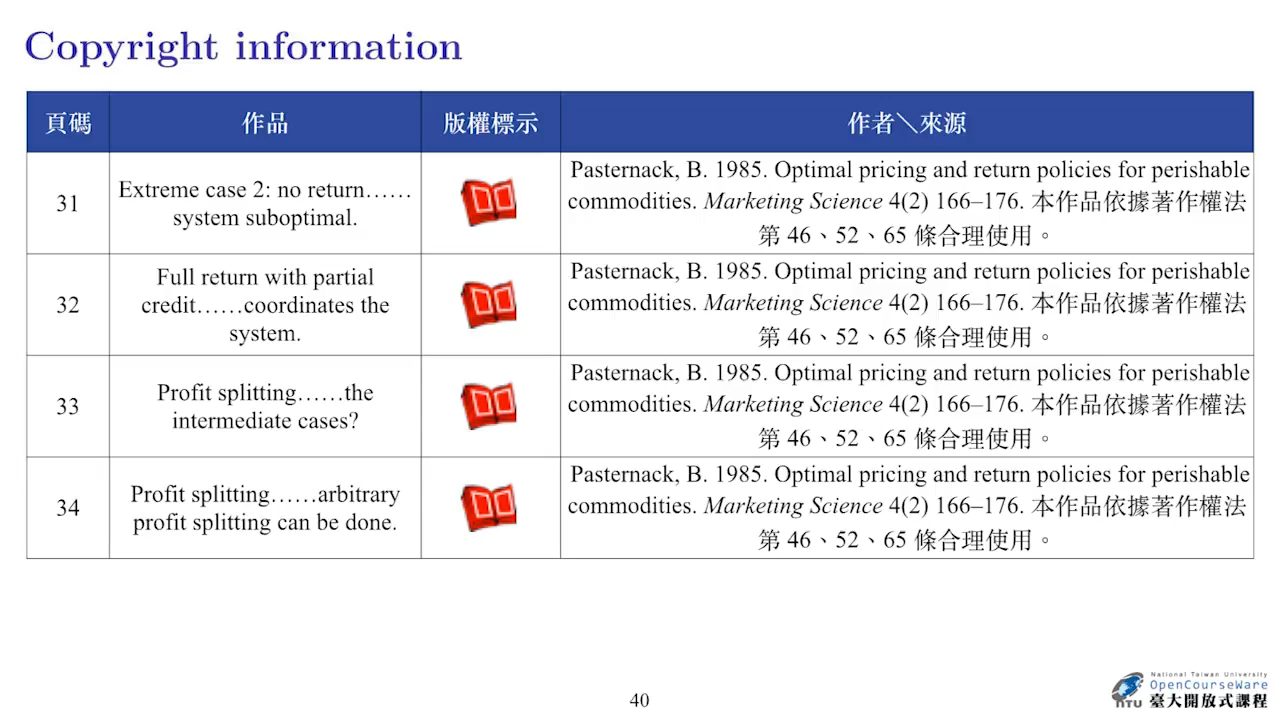 Copyright information
頁碼 作品 版權標示 作者＼來源
31
Extreme case 2: no return……
system suboptimal.
Pasternack, B. 1985. Optimal pricing and return policies for perishable
commodities. Marketing Science 4(2) 166–176. 本作品依據著作權法
第 46、52、65 條合理使用。
32
Full return with partial
credit……coordinates the
system.
Pasternack, B. 1985. Optimal pricing and return policies for perishable
commodities. Marketing Science 4(2) 166–176. 本作品依據著作權法
第 46、52、65 條合理使用。
33
Profit splitting……the
intermediate cases?
Pasternack, B. 1985. Optimal pricing and return policies for perishable
commodities. Marketing Science 4(2) 166–176. 本作品依據著作權法
第 46、52、65 條合理使用。
34
Profit splitting……arbitrary
profit splitting can be done.
Pasternack, B. 1985. Optimal pricing and return policies for perishable
commodities. Marketing Science 4(2) 166–176. 本作品依據著作權法
第 46、52、65 條合理使用。
40
National Taiwan University
OpenCourseWare
NTU 臺大開放式課程